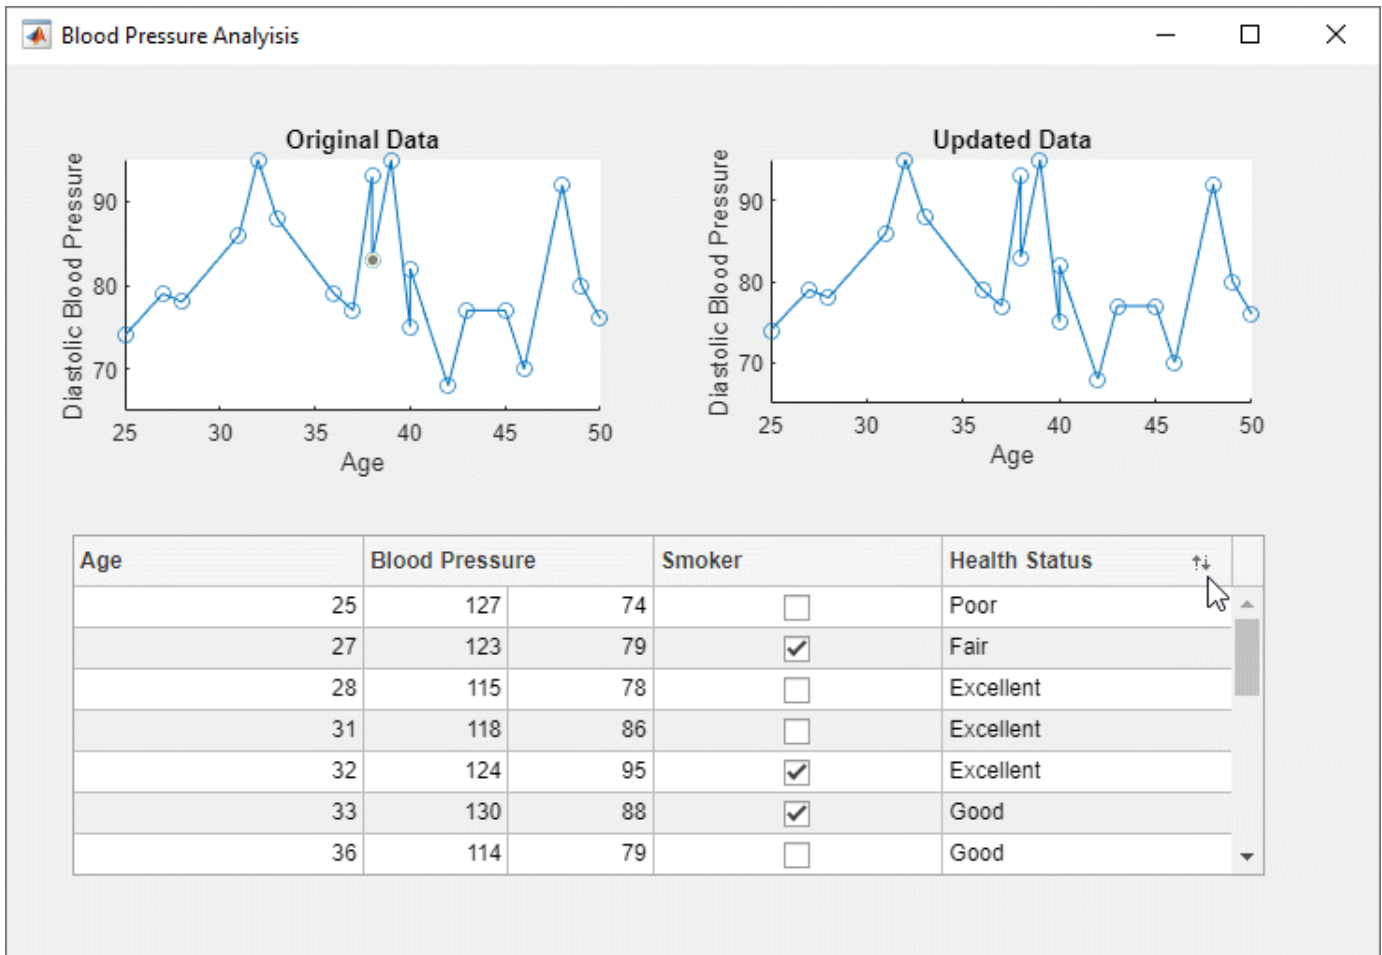 Blood Pressure Analyisis
Original Data
Diastolic Blood Pressure
90
80
70
25 30 35 40 45 50
Age
Updated Data
Diastolic Blood Pressure
90
80
70
25 30 35 40 45 50
Age
Age Blood Pressure Smoker Health Status
25 127 74 Poor
27 123 79 Fair
28 115 78 Excellent
31 118 86 Excellent
32 124 95 Excellent
33 130 88 Good
36 114 79 Good